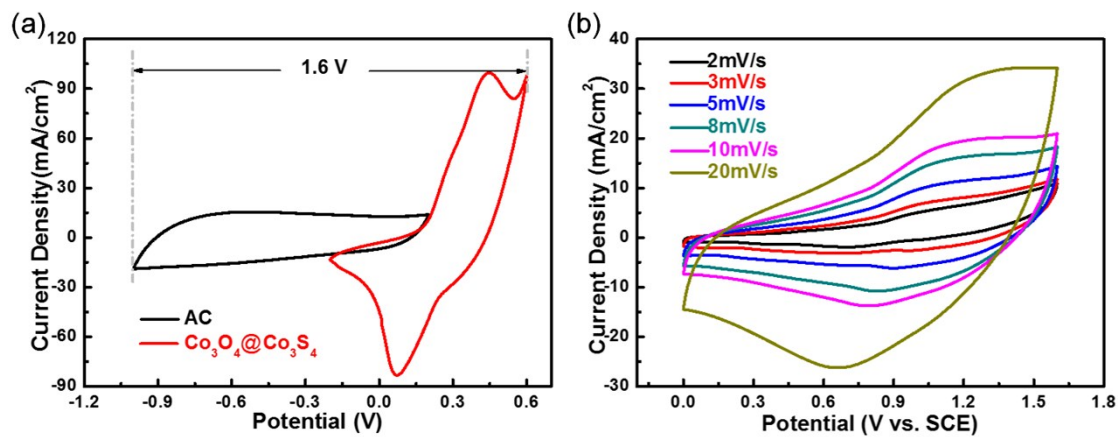 (a)
120
90
60
30
0
-30
-60
-90
Current Density(mA/cm²)
1.6 V
AC
Co₃O₄@Co₃S₄
-1.2 -0.9 -0.6 -0.3 0.0 0.3 0.6
Potential (V)
(b)
40
30
20
10
0
-10
-20
-30
Current Density (mA/cm²)
2mV/s
3mV/s
5mV/s
8mV/s
10mV/s
20mV/s
0.0 0.3 0.6 0.9 1.2 1.5 1.8
Potential (V vs. SCE)